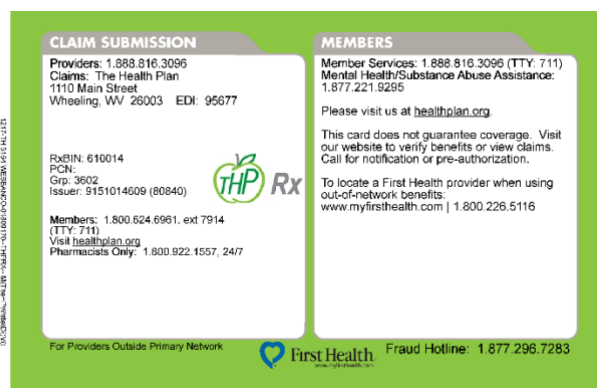 CLAIM SUBMISSION
Providers: 1.888.816.3096
Claims: The Health Plan
1110 Main Street
Wheeling, WV 26003 EDI: 95677
RxBIN: 610014
PCN:
Grp: 3602
Issuer: 9151014609 (80840)
THP Rx
Members: 1.800.624.6961, ext 7914
(TTY: 711)
Visit healthplan.org
Pharmacists Only: 1.800.922.1557, 24/7
MEMBERS
Member Services: 1.888.816.3096 (TTY: 711)
Mental Health/Substance Abuse Assistance:
1.877.221.9295
Please visit us at healthplan.org.
This card does not guarantee coverage. Visit
our website to verify benefits or view claims.
Call for notification or pre-authorization.
To locate a First Health provider when using
out-of-network benefits:
www.myfirsthealth.com | 1.800.226.5116
For Providers Outside Primary Network
First Health.
www.myfirsthealth.com
Fraud Hotline: 1.877.296.7283